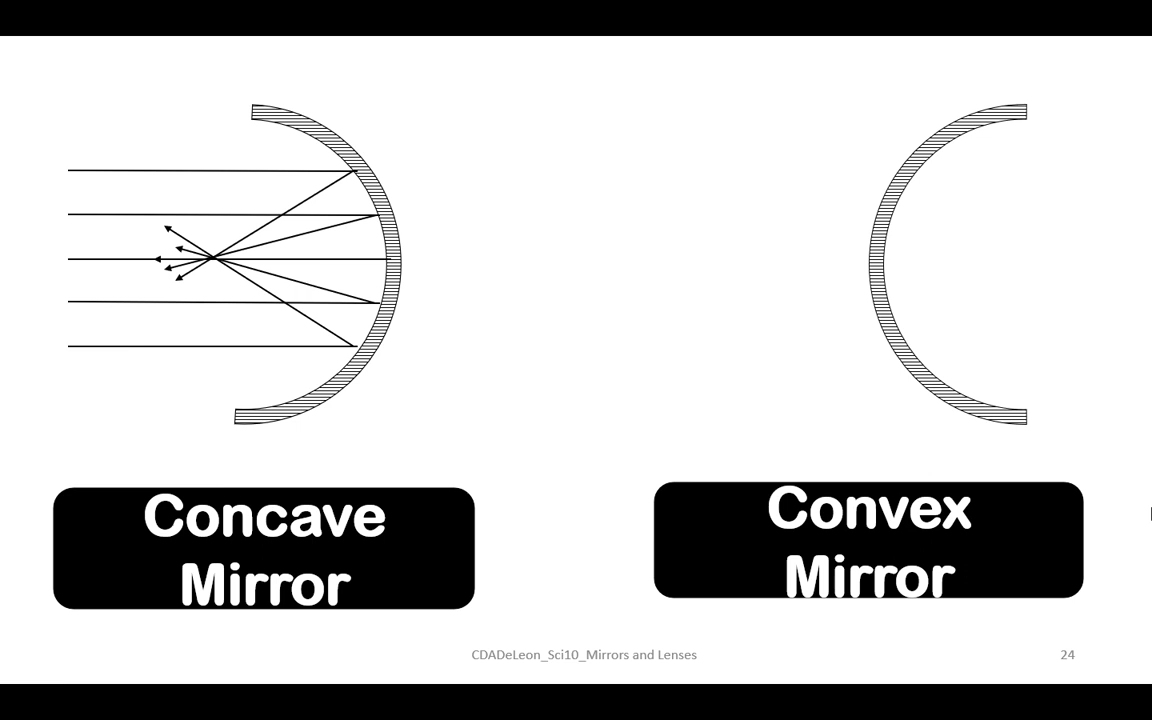 Concave
Mirror
Convex
Mirror
CDADeLeon_Sci10_Mirrors and Lenses
24